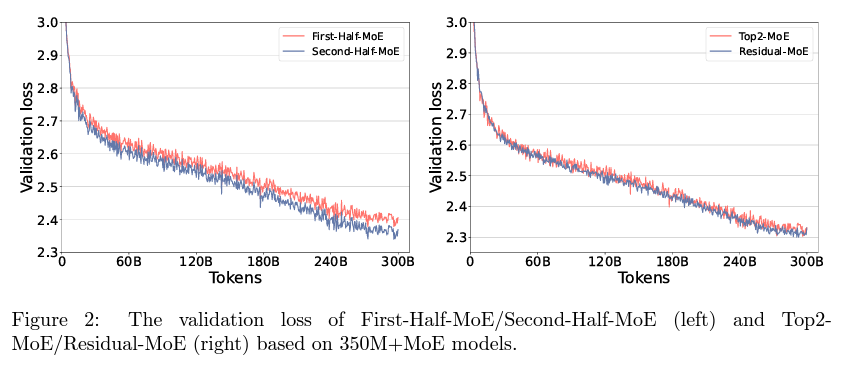 3.0
2.9
2.8
2.7
2.6
2.5
2.4
2.3
Validation loss
0 60B 120B 180B 240B 300B
Tokens
First-Half-MoE
Second-Half-MoE
3.0
2.9
2.8
2.7
2.6
2.5
2.4
2.3
Validation loss
0 60B 120B 180B 240B 300B
Tokens
Top2-MoE
Residual-MoE
Figure 2: The validation loss of First-Half-MoE/Second-Half-MoE (left) and Top2-
MoE/Residual-MoE (right) based on 350M+MoE models.